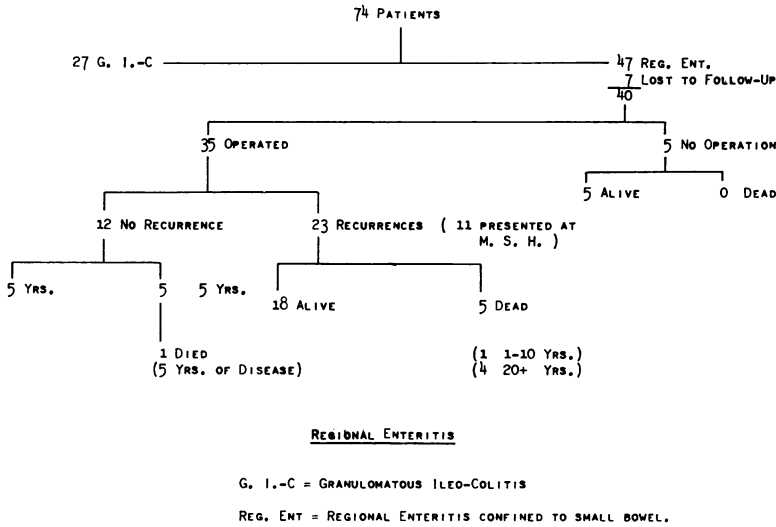 74 PATIENTS
27 G. I.-C
47 REG. ENT.
7 LOST TO FOLLOW-UP
40
35 OPERATED
5 NO OPERATION
5 ALIVE
0 DEAD
12 NO RECURRENCE
23 RECURRENCES ( 11 PRESENTED AT
M. S. H. )
5 YRS.
5 5 YRS.
18 ALIVE
5 DEAD
1 DIED
(5 YRS. OF DISEASE)
(1 1-10 YRS.)
(4 20+ YRS.)
REGIONAL ENTERITIS
G. I.-C = GRANULOMATOUS ILEO-COLITIS
REG. ENT = REGIONAL ENTERITIS CONFINED TO SMALL BOWEL.